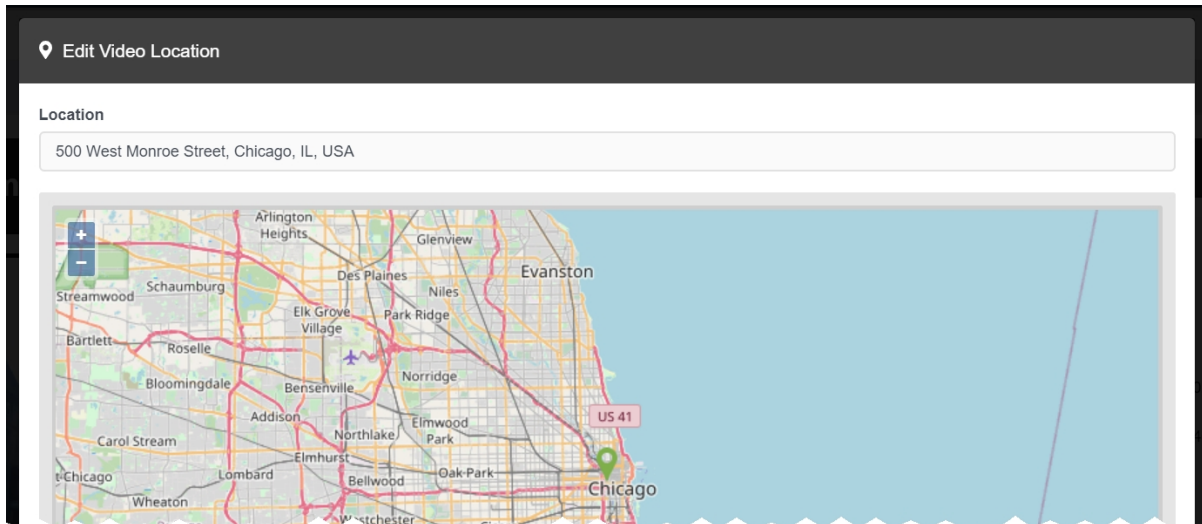 Edit Video Location
Location
500 West Monroe Street, Chicago, IL, USA
+
Arlington
Heights
Glenview
−
Des Plaines
Evanston
Streamwood
Schaumburg
Niles
Elk Grove
Village
Park Ridge
Bartlett
Roselle
Norridge
Bloomingdale
Bensenville
Addison
Elmwood
Park
US 41
Carol Stream
Northlake
Elmhurst
t Chicago
Lombard
Bellwood
Oak Park
Chicago
Wheaton
Westchester